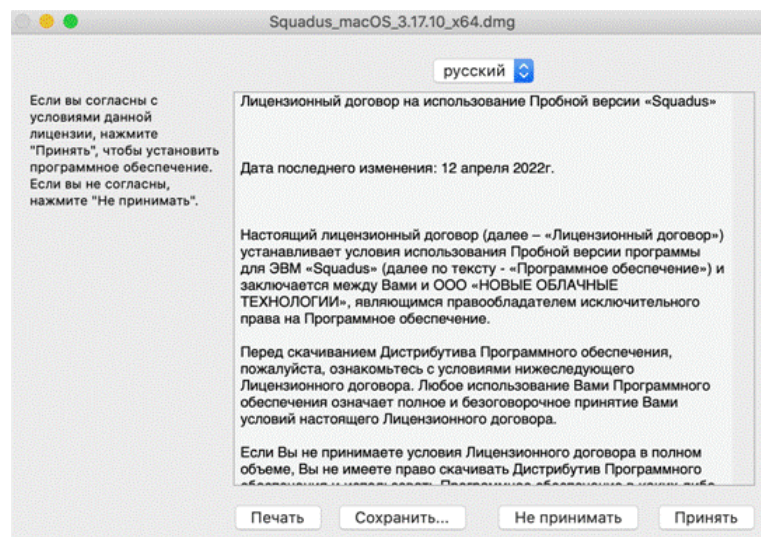 Squadus_macOS_3.17.10_x64.dmg
русский
Если вы согласны с
условиями данной
лицензии, нажмите
"Принять", чтобы установить
программное обеспечение.
Если вы не согласны,
нажмите "Не принимать".
Лицензионный договор на использование Пробной версии «Squadus»
Дата последнего изменения: 12 апреля 2022г.
Настоящий лицензионный договор (далее – «Лицензионный договор»)
устанавливает условия использования Пробной версии программы
для ЭВМ «Squadus» (далее по тексту - «Программное обеспечение») и
заключается между Вами и ООО «НОВЫЕ ОБЛАЧНЫЕ
ТЕХНОЛОГИИ», являющимся правообладателем исключительного
права на Программное обеспечение.
Перед скачиванием Дистрибутива Программного обеспечения,
пожалуйста, ознакомьтесь с условиями нижеследующего
Лицензионного договора. Любое использование Вами Программного
обеспечения означает полное и безоговорочное принятие Вами
условий настоящего Лицензионного договора.
Если Вы не принимаете условия Лицензионного договора в полном
объеме, Вы не имеете право скачивать Дистрибутив Программного
Печать
Сохранить...
Не принимать
Принять